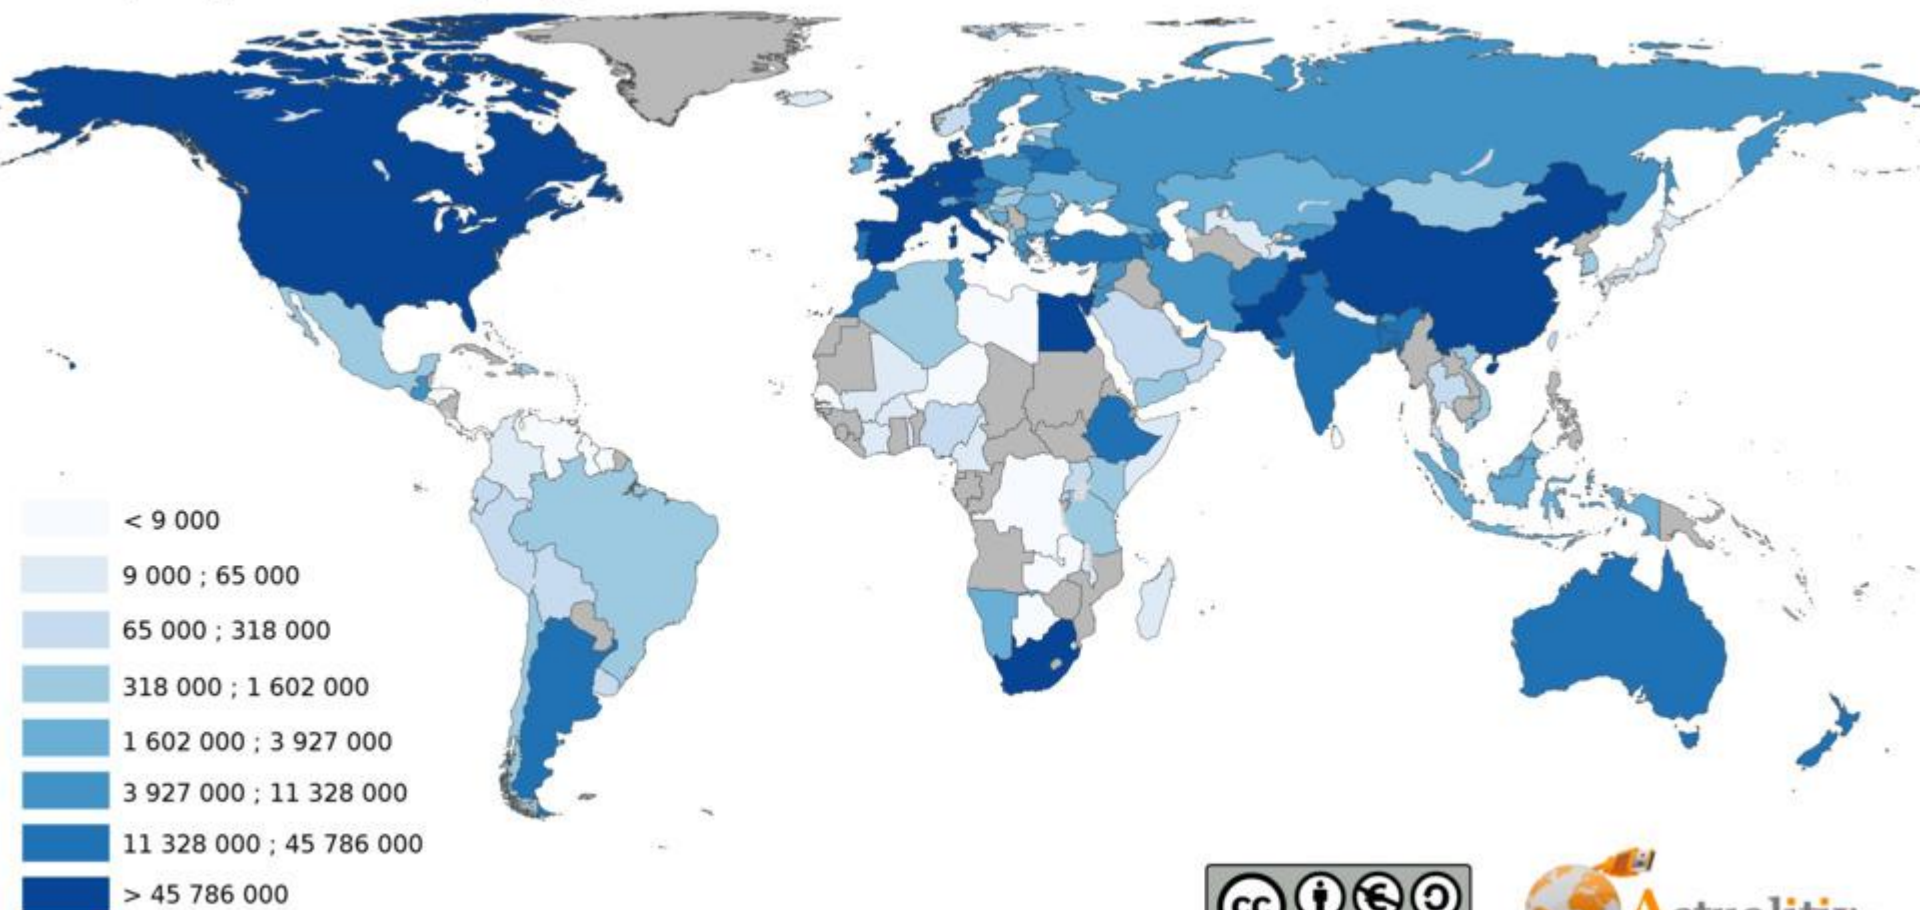 < 9 000
9 000 ; 65 000
65 000 ; 318 000
318 000 ; 1 602 000
1 602 000 ; 3 927 000
3 927 000 ; 11 328 000
11 328 000 ; 45 786 000
> 45 786 000
cc